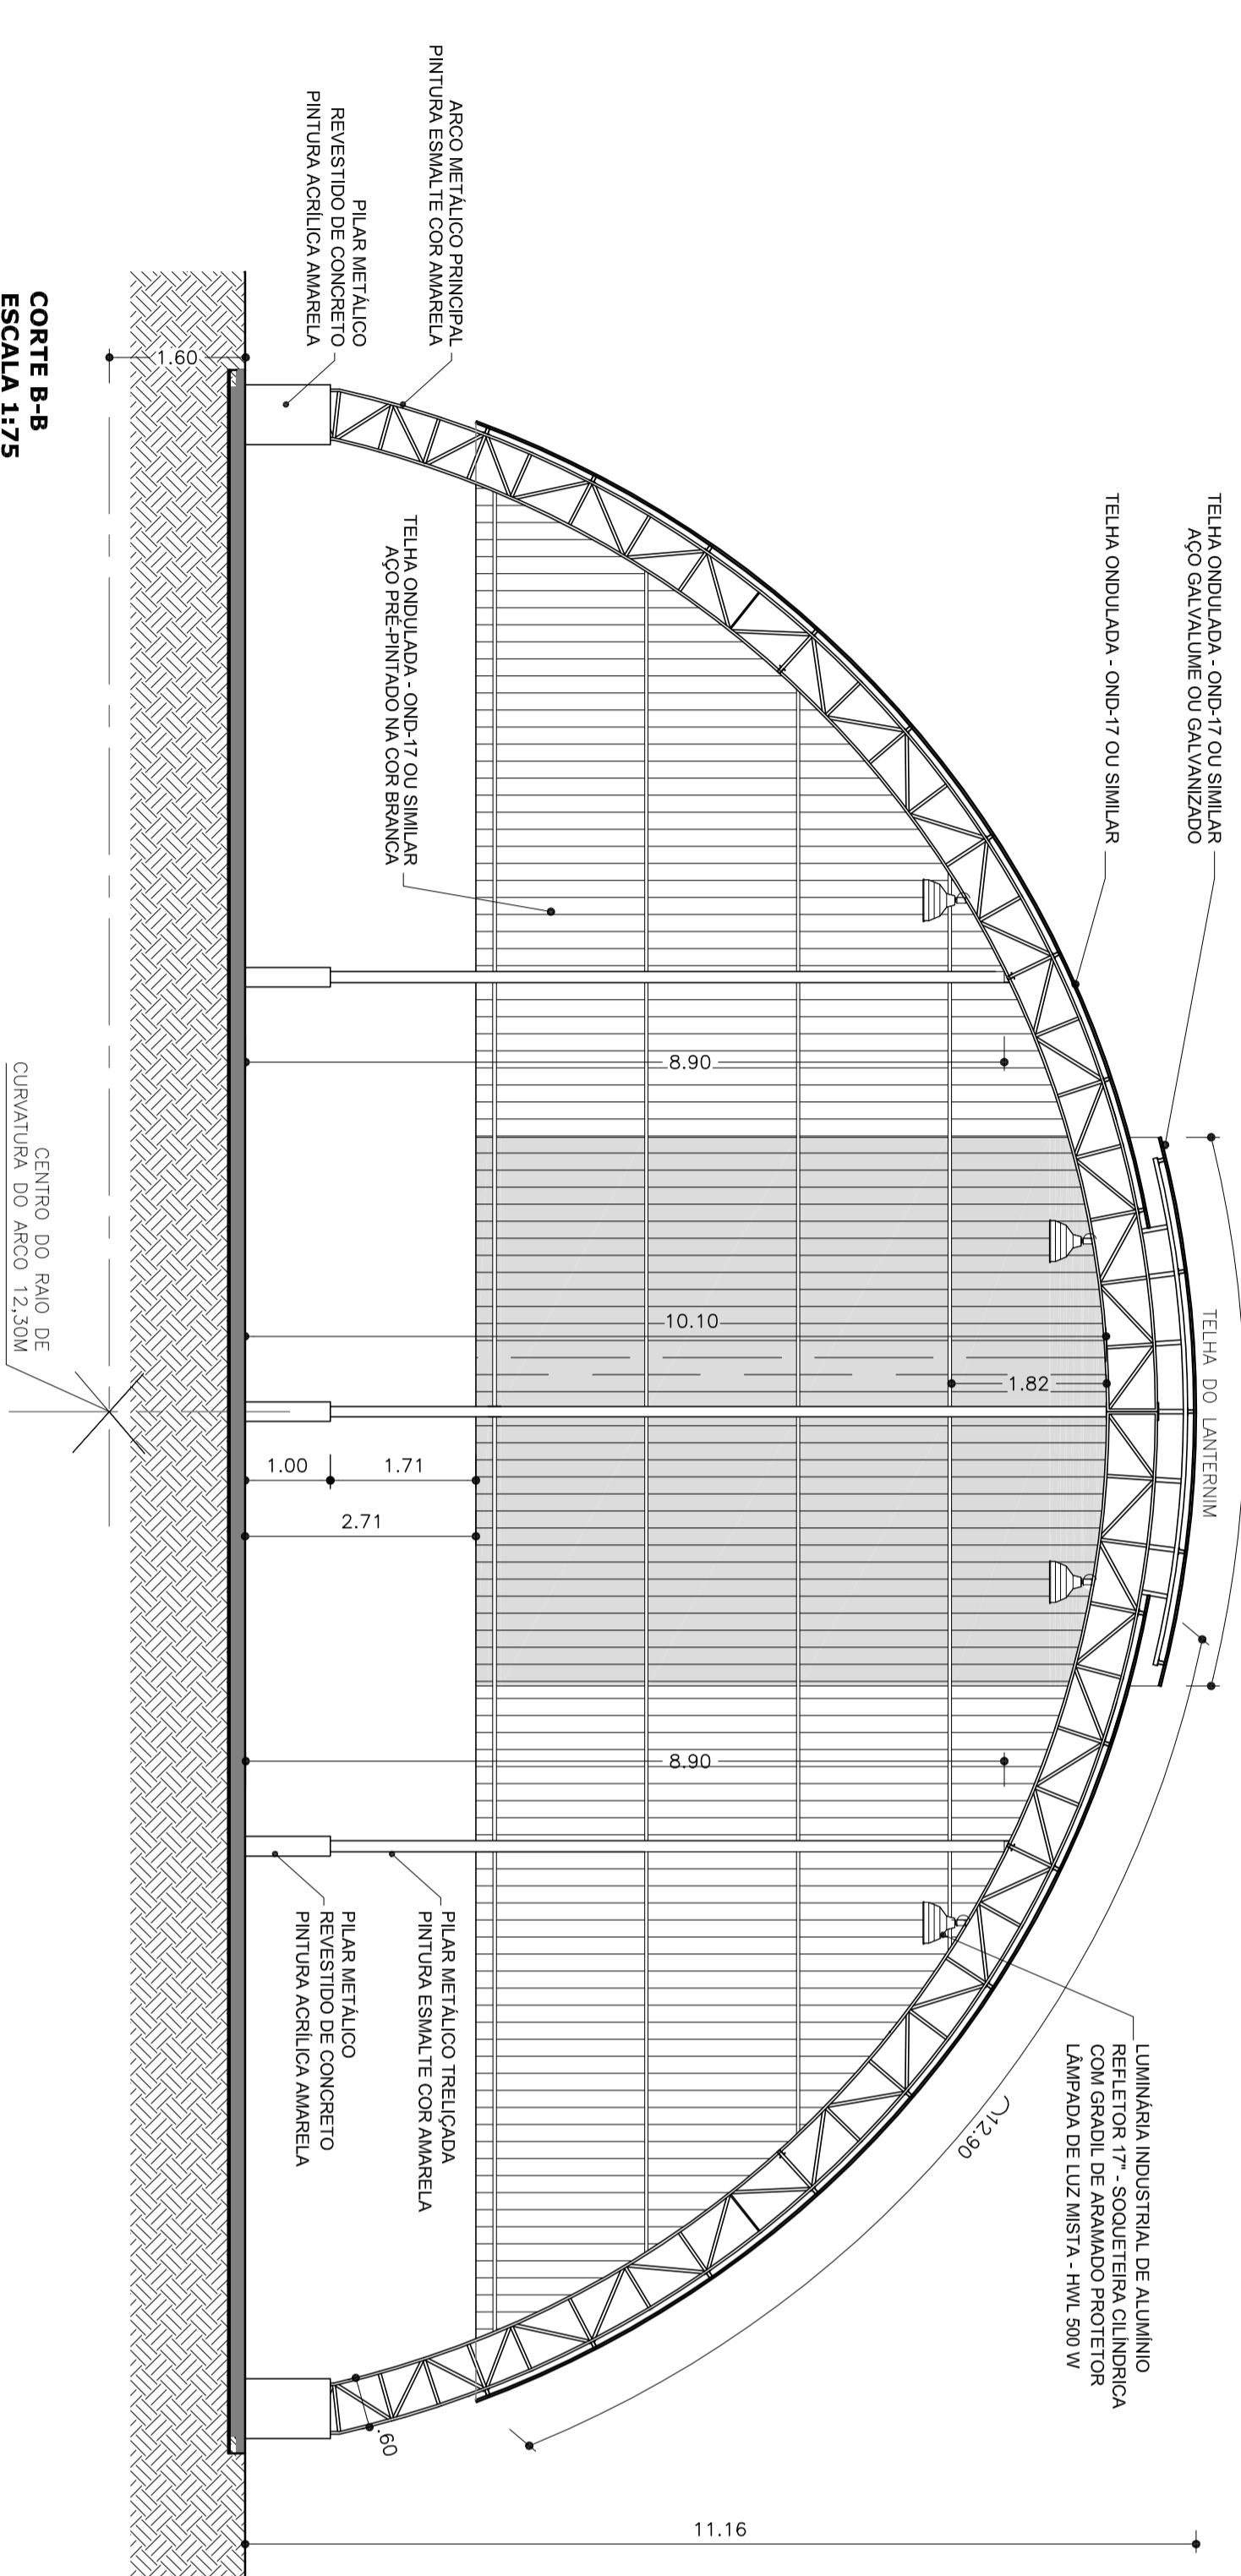 TELHA ONDULADA - OND-17 OU SIMILAR
AÇO GALVALUME OU GALVANIZADO
TELHA ONDULADA - OND-17 OU SIMILAR
TELHA DO LANTERNIM
LUMINÁRIA INDUSTRIAL DE ALUMÍNIO
REFLETOR 17" - SOQUETEIRA CILÍNDRICA
COM GRADIL DE ARAMADO PROTETOR
LÂMPADA DE LUZ MISTA - HWL 500 W
12.90
11.16
1.82
10.10
8.90
8.90
ARCO METÁLICO PRINCIPAL
PINTURA ESMALTE COR AMARELA
TELHA ONDULADA - OND-17 OU SIMILAR
AÇO PRÉ-PINTADO NA COR BRANCA
PILAR METÁLICO TRELIÇADA
PINTURA ESMALTE COR AMARELA
PILAR METÁLICO
REVESTIDO DE CONCRETO
PINTURA ACRÍLICA AMARELA
1.71
1.00
2.71
PILAR METÁLICO
REVESTIDO DE CONCRETO
PINTURA ACRÍLICA AMARELA
.60
1.60
CENTRO DO RAIO DE
CURVATURA DO ARCO 12,30M
CORTE B-B
ESCALA 1:75